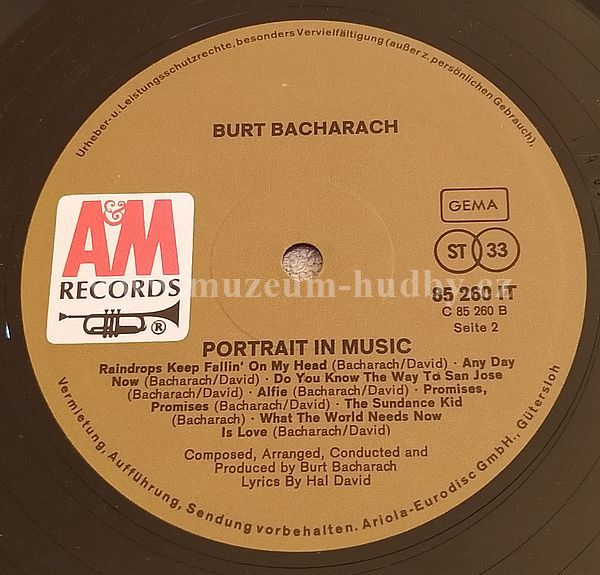 Urheber- u. Leistungsschutzrechte, besonders Vervielfältigung (außer z. persönlichen Gebrauch),
BURT BACHARACH
A&M
RECORDS
®
GEMA
ST 33
85 260 IT
C 85 260 B
Seite 2
muzeum-hudby.cz
PORTRAIT IN MUSIC
Raindrops Keep Fallin' On My Head (Bacharach/David) · Any Day
Now (Bacharach/David) · Do You Know The Way To San Jose
(Bacharach/David) · Alfie (Bacharach/David) · Promises,
Promises (Bacharach/David) · The Sundance Kid
(Bacharach) · What The World Needs Now
Is Love (Bacharach/David)
Composed, Arranged, Conducted and
Produced by Burt Bacharach
Lyrics By Hal David
Vermietung, Aufführung, Sendung vorbehalten. Ariola-Eurodisc GmbH., Gütersloh